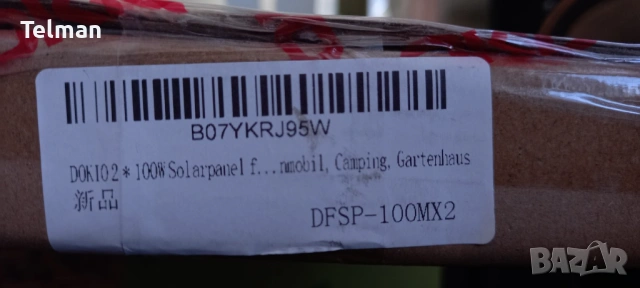 Telman
B07YKRJ95W
DOKIO 2*100W Solarpanel f...nmobil, Camping, Gartenhaus
新品
DFSP-100MX2
BAZAR